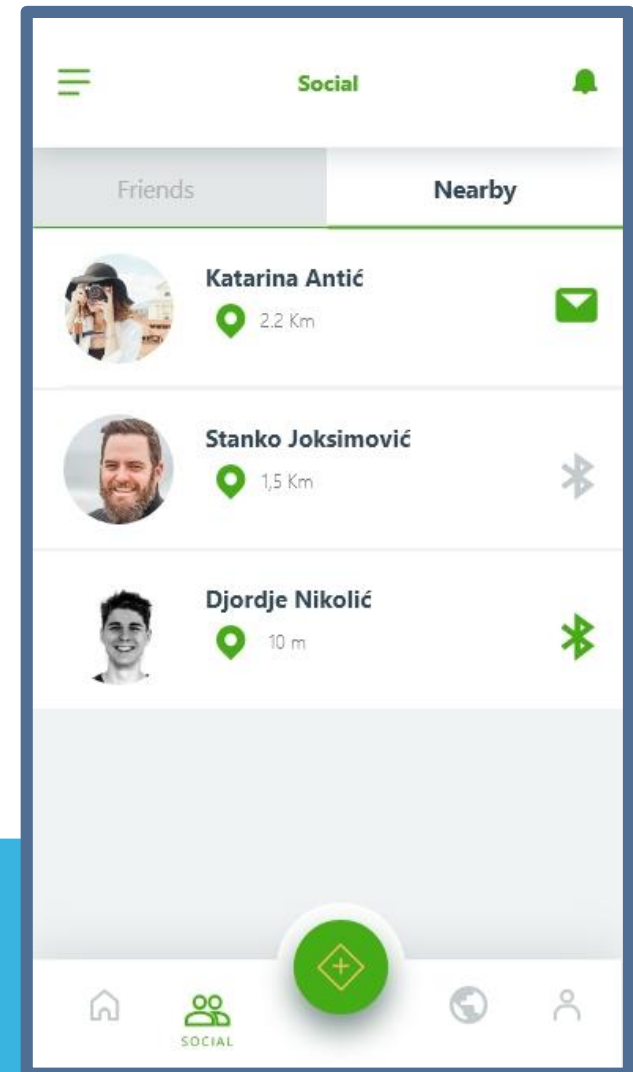 Social
Friends
Nearby
Katarina Antić
2.2 Km
Stanko Joksimović
1,5 Km
Djordje Nikolić
10 m
SOCIAL